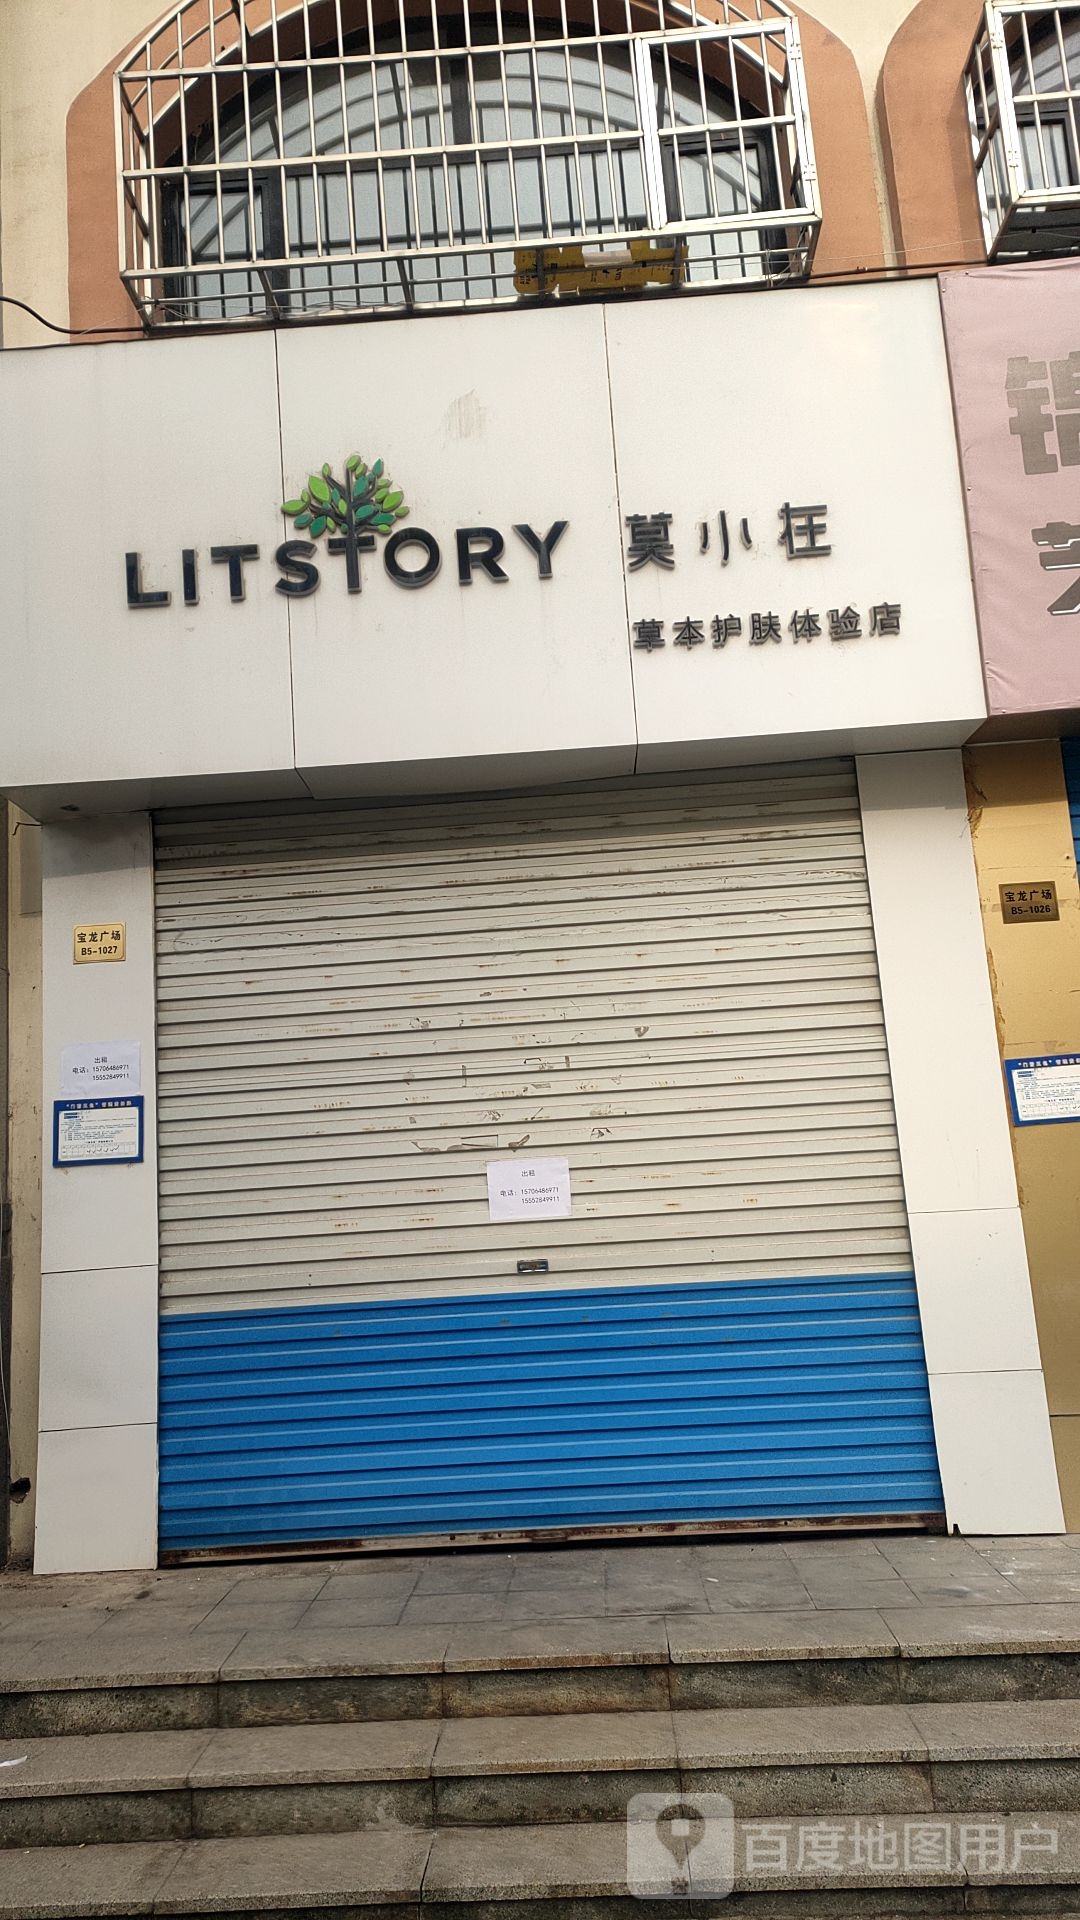 LITSTORY 莫小在
草本护肤体验店
宝龙广场
B5-1027
宝龙广场
B5-1026
出租
电话：15706486971
15552849911
出租
电话：15706486971
15552849911
百度地图用户